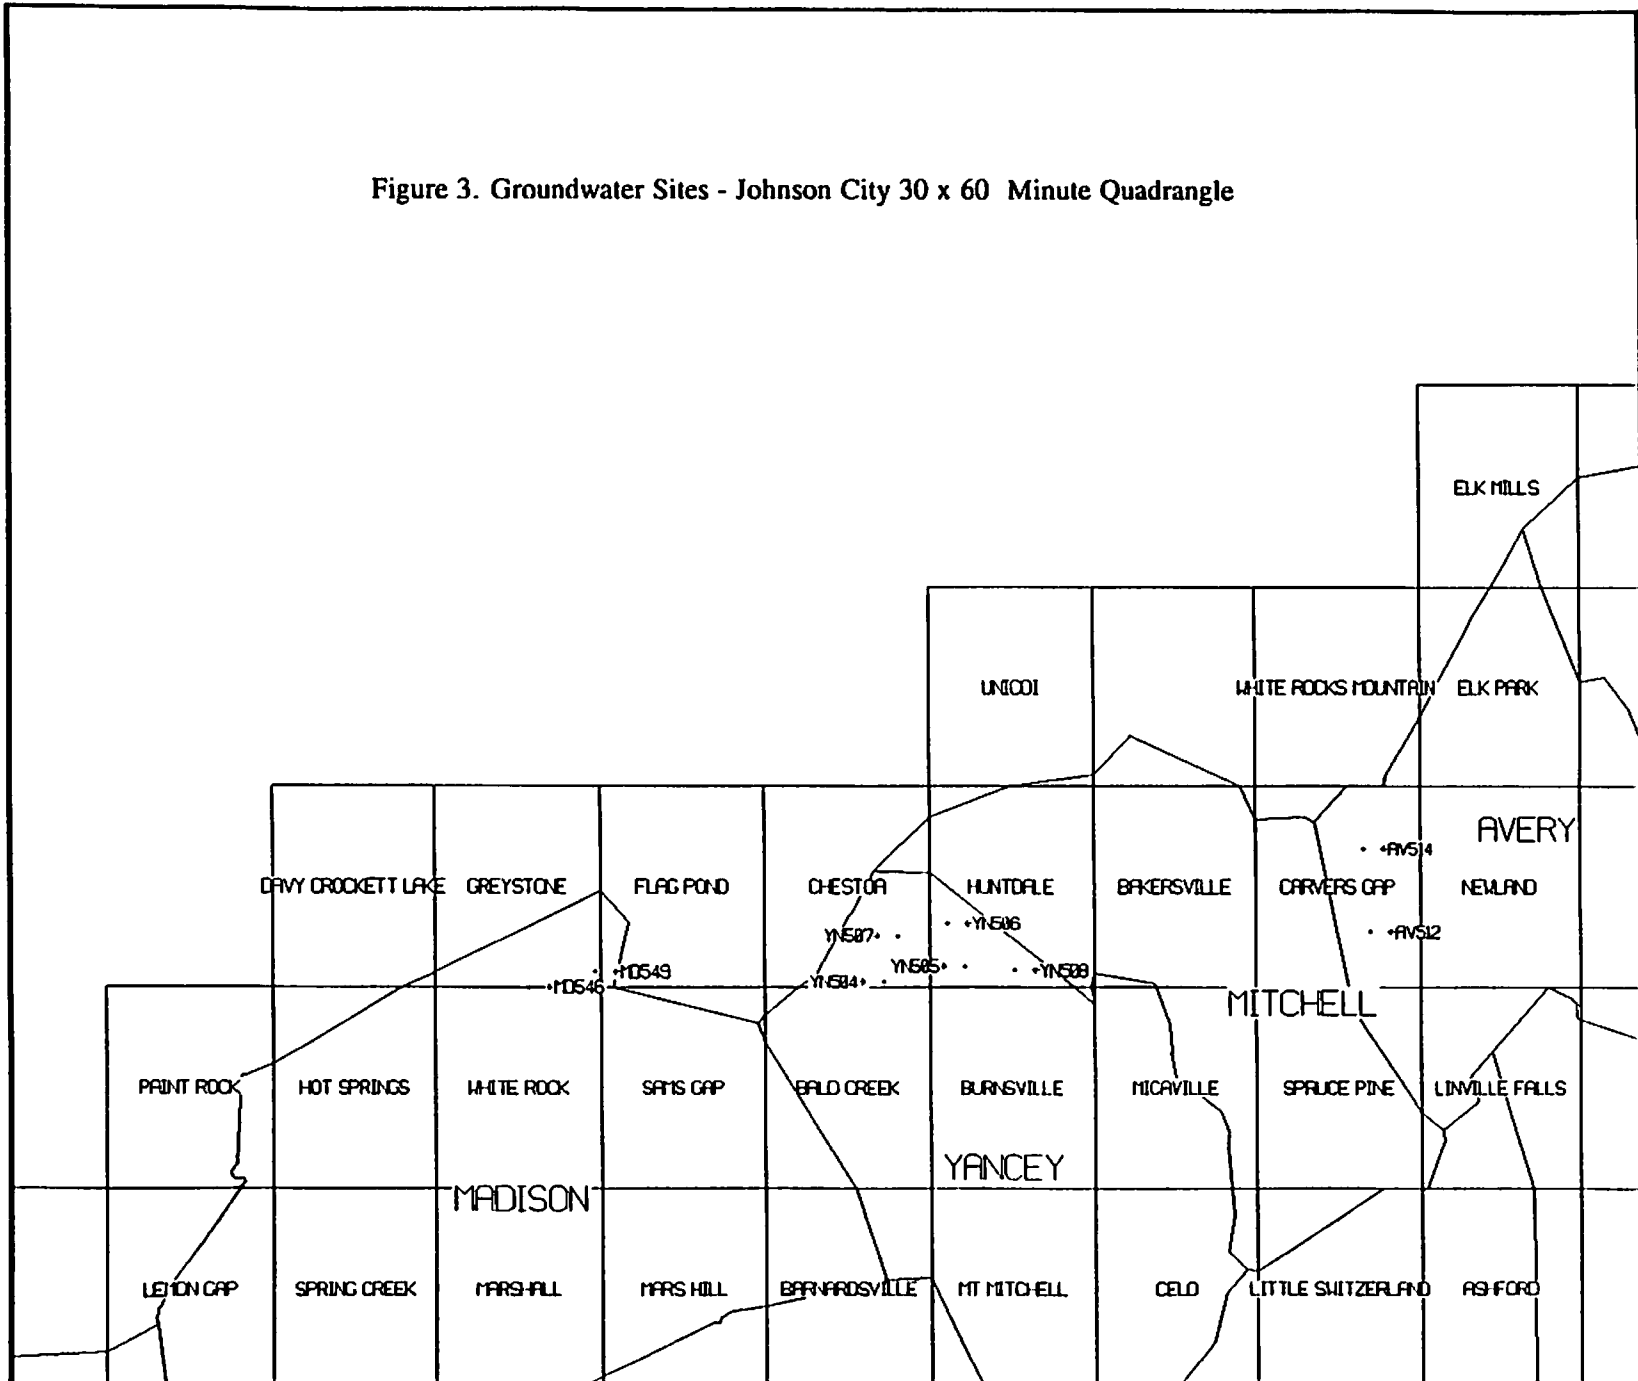 Figure 3. Groundwater Sites - Johnson City 30 x 60 Minute Quadrangle
ELK MILLS
UNICOI
WHITE ROCKS MOUNTAIN
ELK PARK
AVERY
AV514
DAVY CROCKETT LAKE
GREYSTONE
FLAG POND
CHESTOA
HUNTDALE
BAKERSVILLE
CARVERS GAP
NEWLAND
YN506
YN507
AV512
YN505
YN508
MD549
YN504
MD546
MITCHELL
PAINT ROCK
HOT SPRINGS
WHITE ROCK
SAMS GAP
BALD CREEK
BURNSVILLE
MICAVILLE
SPRUCE PINE
LINVILLE FALLS
YANCEY
MADISON
LEMON GAP
SPRING CREEK
MARSHALL
MARS HILL
BARNARDSVILLE
MT MITCHELL
CELO
LITTLE SWITZERLAND
ASHFORD